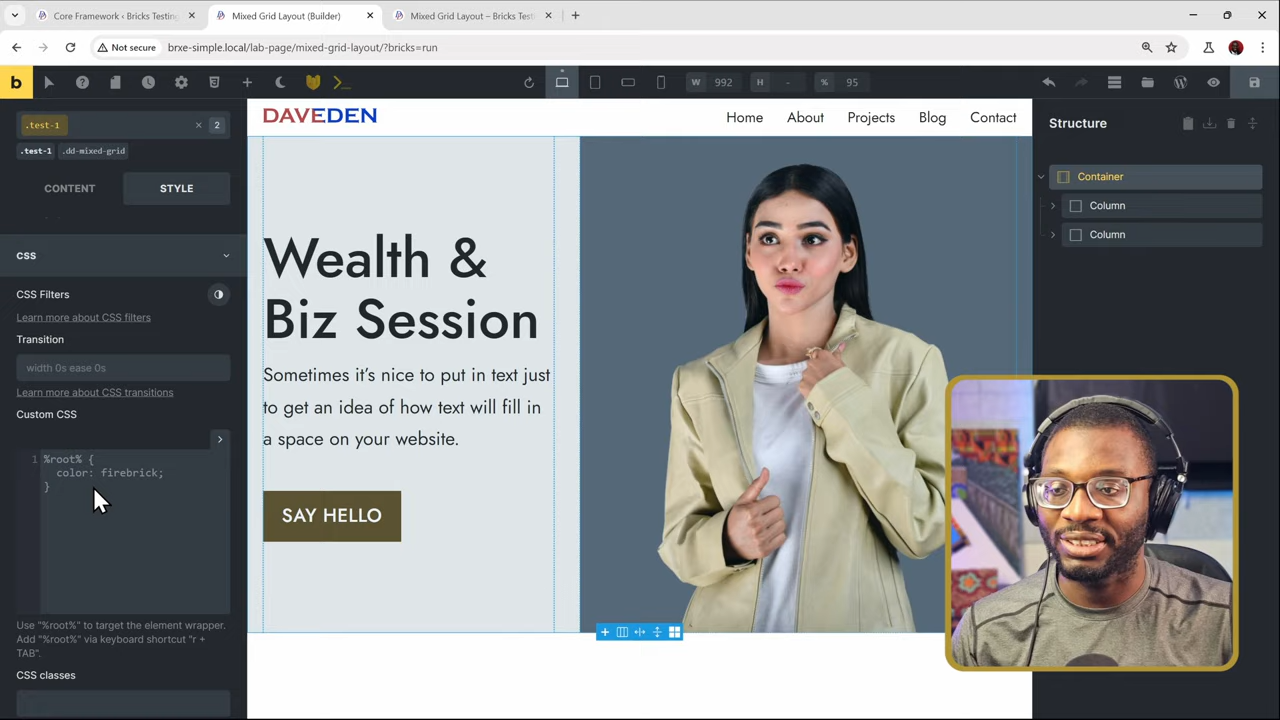 Core Framework ‹ Bricks Testing
Mixed Grid Layout (Builder)
Mixed Grid Layout – Bricks Test
Not secure
brxe-simple.local/lab-page/mixed-grid-layout/?bricks=run
b
W 992 H - % 95
.test-1
2
.test-1 .dd-mixed-grid
CONTENT
STYLE
CSS
CSS Filters
Learn more about CSS filters
Transition
width 0s ease 0s
Learn more about CSS transitions
Custom CSS
1 %root% {
color: firebrick;
}
Use "%root%" to target the element wrapper.
Add "%root%" via keyboard shortcut "r +
TAB".
CSS classes
DAVEDEN
Home About Projects Blog Contact
Wealth &
Biz Session
Sometimes it's nice to put in text just
to get an idea of how text will fill in
a space on your website.
SAY HELLO
Structure
Container
Column
Column